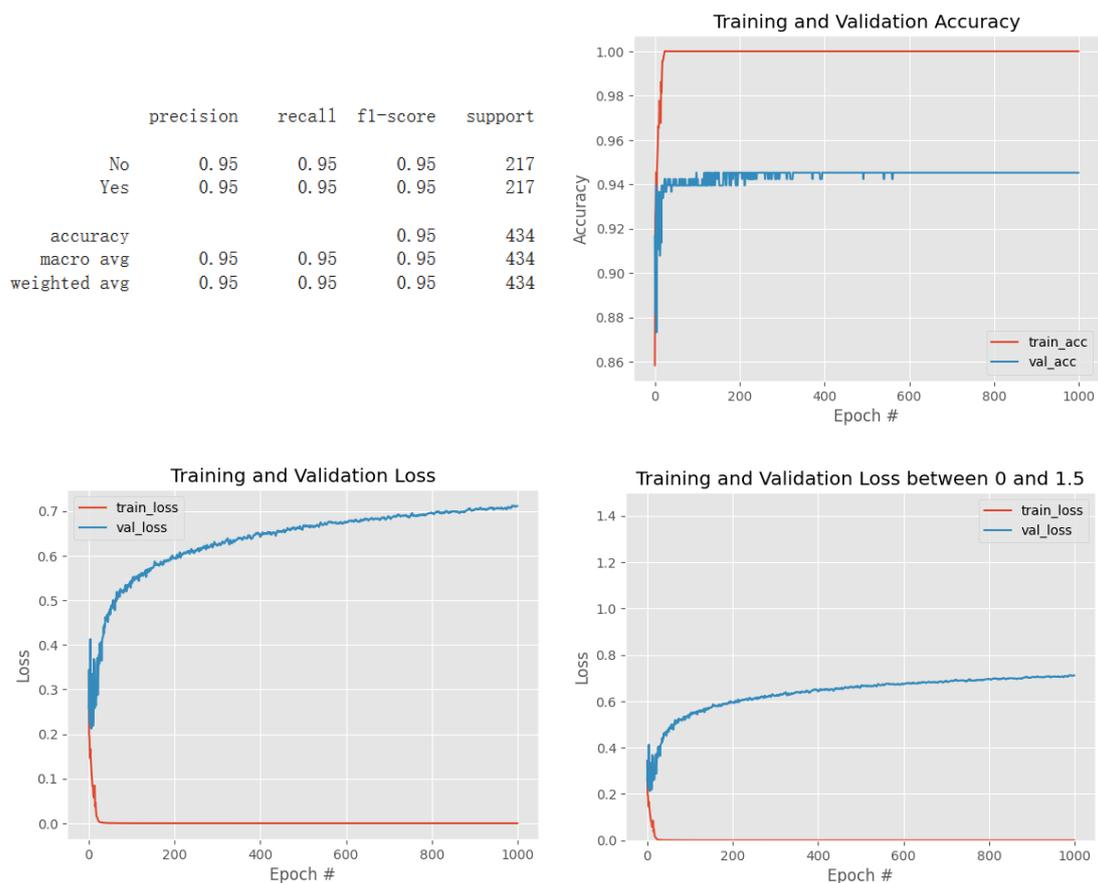 precision recall f1-score support
No 0.95 0.95 0.95 217
Yes 0.95 0.95 0.95 217
accuracy 0.95 434
macro avg 0.95 0.95 0.95 434
weighted avg 0.95 0.95 0.95 434
Training and Validation Accuracy
1.00
0.98
0.96
0.94
0.92
0.90
0.88
0.86
Accuracy
train_acc
val_acc
0 200 400 600 800 1000
Epoch #
Training and Validation Loss
0.7
0.6
0.5
0.4
0.3
0.2
0.1
0.0
Loss
train_loss
val_loss
0 200 400 600 800 1000
Epoch #
Training and Validation Loss between 0 and 1.5
1.4
1.2
1.0
0.8
0.6
0.4
0.2
0.0
Loss
train_loss
val_loss
0 200 400 600 800 1000
Epoch #